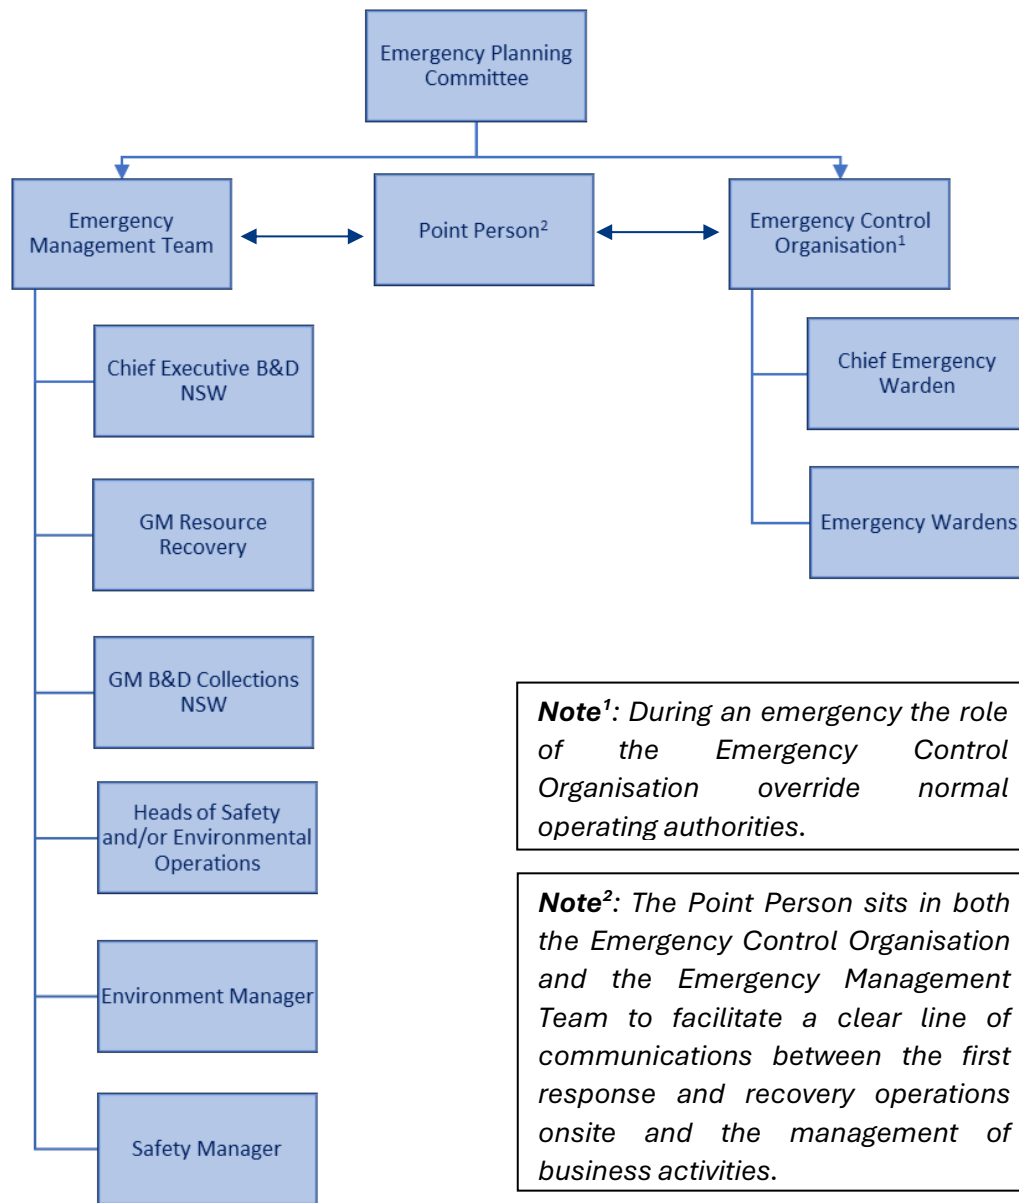 Emergency Planning
Committee
Emergency
Management Team
Point Person²
Emergency Control
Organisation¹
Chief Executive B&D
NSW
GM Resource
Recovery
GM B&D Collections
NSW
Heads of Safety
and/or Environmental
Operations
Environment Manager
Safety Manager
Chief Emergency
Warden
Emergency Wardens
Note¹: During an emergency the role
of the Emergency Control
Organisation override normal
operating authorities.
Note²: The Point Person sits in both
the Emergency Control Organisation
and the Emergency Management
Team to facilitate a clear line of
communications between the first
response and recovery operations
onsite and the management of
business activities.